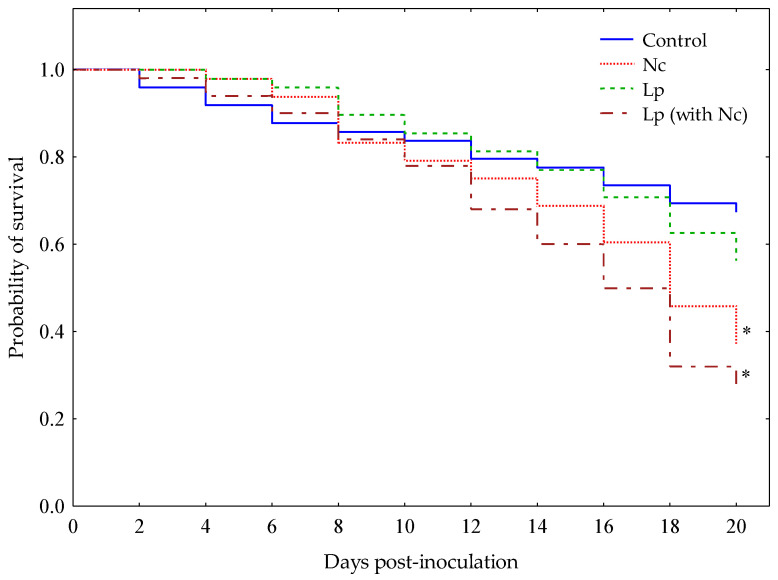 Control
Nc
Lp
Lp (with Nc)
1.0
0.8
0.6
0.4
0.2
0.0
Probability of survival
*
*
0 2 4 6 8 10 12 14 16 18 20
Days post-inoculation